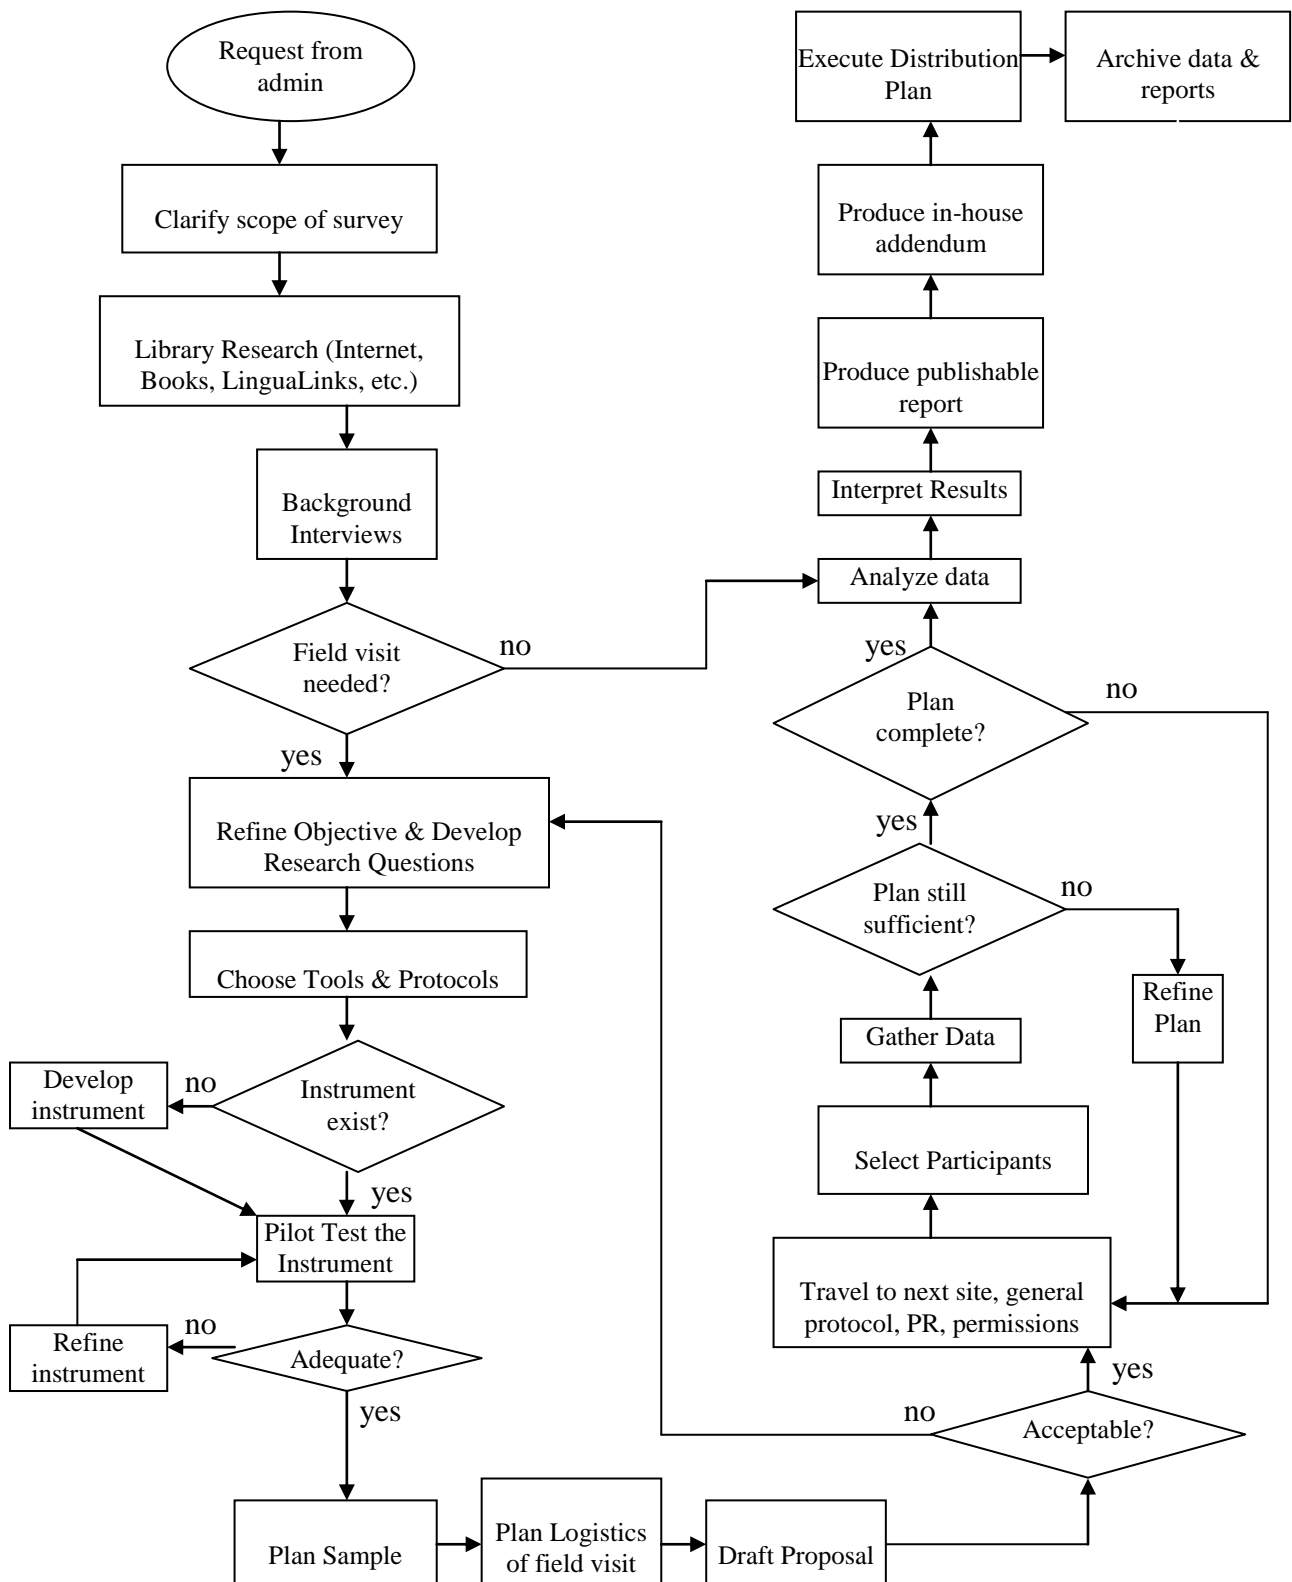 Request from
admin
Clarify scope of survey
Library Research (Internet,
Books, LinguaLinks, etc.)
Background
Interviews
Field visit
needed?
no
yes
Refine Objective & Develop
Research Questions
Choose Tools & Protocols
Instrument
exist?
no
Develop
instrument
yes
Pilot Test the
Instrument
Adequate?
no
Refine
instrument
yes
Plan Sample
Plan Logistics
of field visit
Draft Proposal
Acceptable?
no
yes
Travel to next site, general
protocol, PR, permissions
Select Participants
Gather Data
Plan still
sufficient?
no
Refine
Plan
yes
Plan
complete?
no
yes
Analyze data
Interpret Results
Produce publishable
report
Produce in-house
addendum
Execute Distribution
Plan
Archive data &
reports